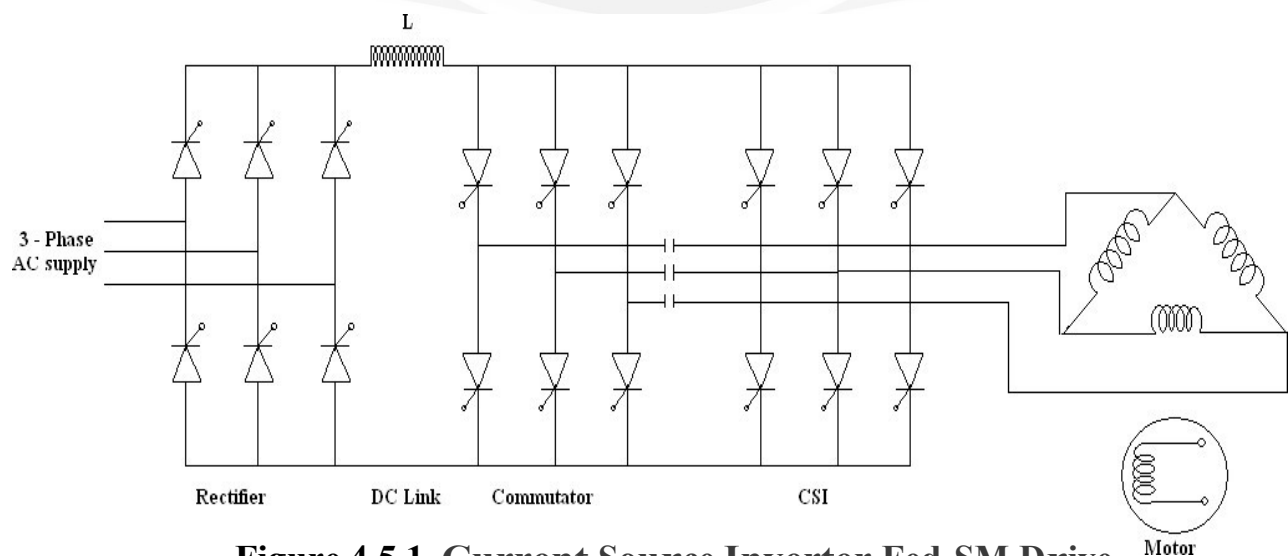 L
3 - Phase
AC supply
Rectifier
DC Link
Commutator
CSI
Motor
Figure 4.5.1 Current Source Inverter Fed SM Drive